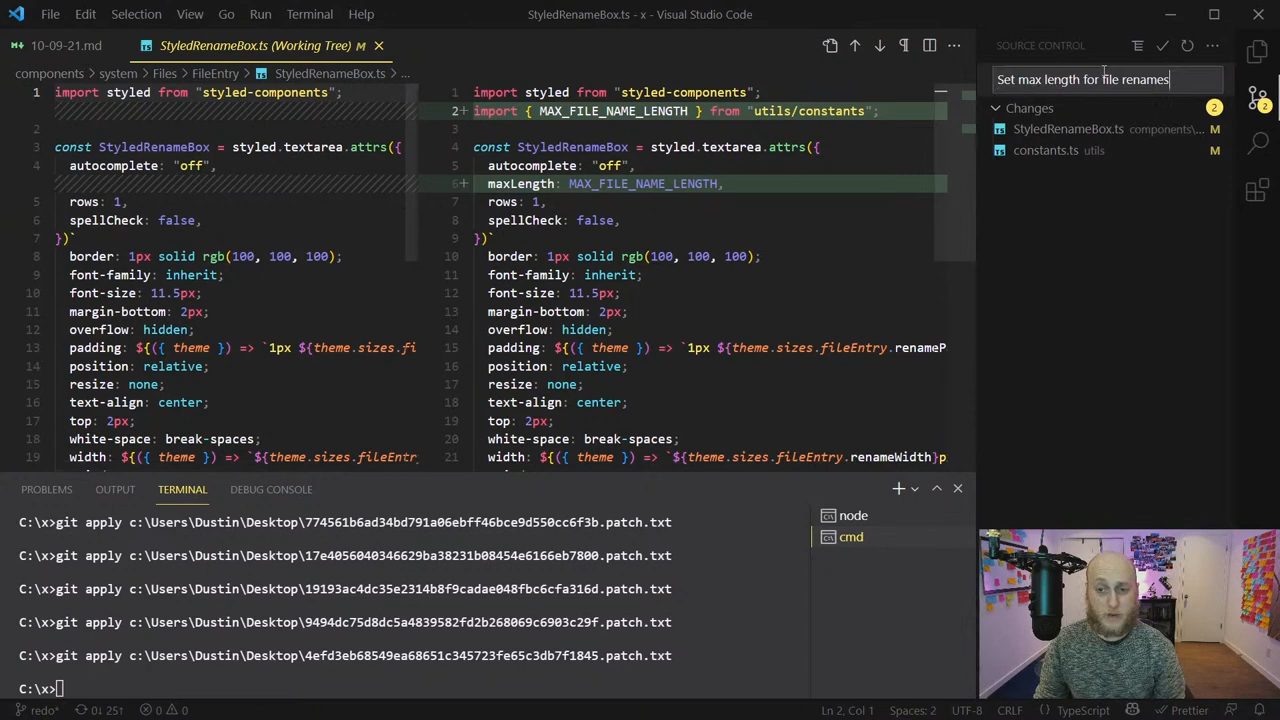 File Edit Selection View Go Run Terminal Help
StyledRenameBox.ts - x - Visual Studio Code
10-09-21.md
StyledRenameBox.ts (Working Tree) M
components > system > Files > FileEntry > StyledRenameBox.ts > ...
1 import styled from "styled-components";
2
3 const StyledRenameBox = styled.textarea.attrs({
4 autocomplete: "off",
5 rows: 1,
6 spellCheck: false,
7 })`
8 border: 1px solid rgb(100, 100, 100);
9 font-family: inherit;
10 font-size: 11.5px;
11 margin-bottom: 2px;
12 overflow: hidden;
13 padding: ${({ theme }) => `1px ${theme.sizes.fi
14 position: relative;
15 resize: none;
16 text-align: center;
17 top: 2px;
18 white-space: break-spaces;
19 width: ${({ theme }) => `${theme.sizes.fileEntr
1 import styled from "styled-components";
2+ import { MAX_FILE_NAME_LENGTH } from "utils/constants";
3
4 const StyledRenameBox = styled.textarea.attrs({
5 autocomplete: "off",
6+ maxLength: MAX_FILE_NAME_LENGTH,
7 rows: 1,
8 spellCheck: false,
9 })`
10 border: 1px solid rgb(100, 100, 100);
11 font-family: inherit;
12 font-size: 11.5px;
13 margin-bottom: 2px;
14 overflow: hidden;
15 padding: ${({ theme }) => `1px ${theme.sizes.fileEntry.renameP
16 position: relative;
17 resize: none;
18 text-align: center;
19 top: 2px;
20 white-space: break-spaces;
21 width: ${({ theme }) => `${theme.sizes.fileEntry.renameWidth}p
SOURCE CONTROL
Set max length for file renames
Changes 2
StyledRenameBox.ts components\... M
constants.ts utils M
2
PROBLEMS OUTPUT TERMINAL DEBUG CONSOLE
C:\x>git apply c:\Users\Dustin\Desktop\774561b6ad34bd791a06ebff46bce9d550cc6f3b.patch.txt
C:\x>git apply c:\Users\Dustin\Desktop\17e4056040346629ba38231b08454e6166eb7800.patch.txt
C:\x>git apply c:\Users\Dustin\Desktop\19193ac4dc35e2314b8f9cadae048fbc6cfa316d.patch.txt
C:\x>git apply c:\Users\Dustin\Desktop\9494dc75d8dc5a4839582fd2b268069c6903c29f.patch.txt
C:\x>git apply c:\Users\Dustin\Desktop\4efd3eb68549ea68651c345723fe65c3db7f1845.patch.txt
C:\x>
node
cmd
redo* 0↓ 25↑ 0 0
Ln 2, Col 1 Spaces: 2 UTF-8 CRLF { } TypeScript Prettier